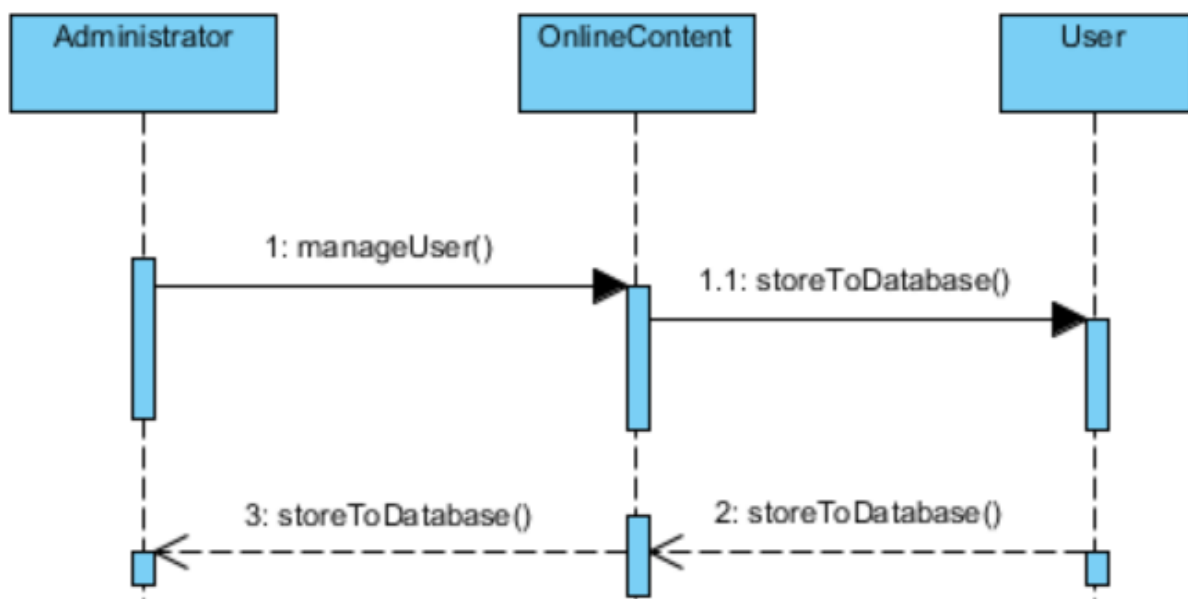 Administrator
OnlineContent
User
1: manageUser()
1.1: storeToDatabase()
3: storeToDatabase()
2: storeToDatabase()